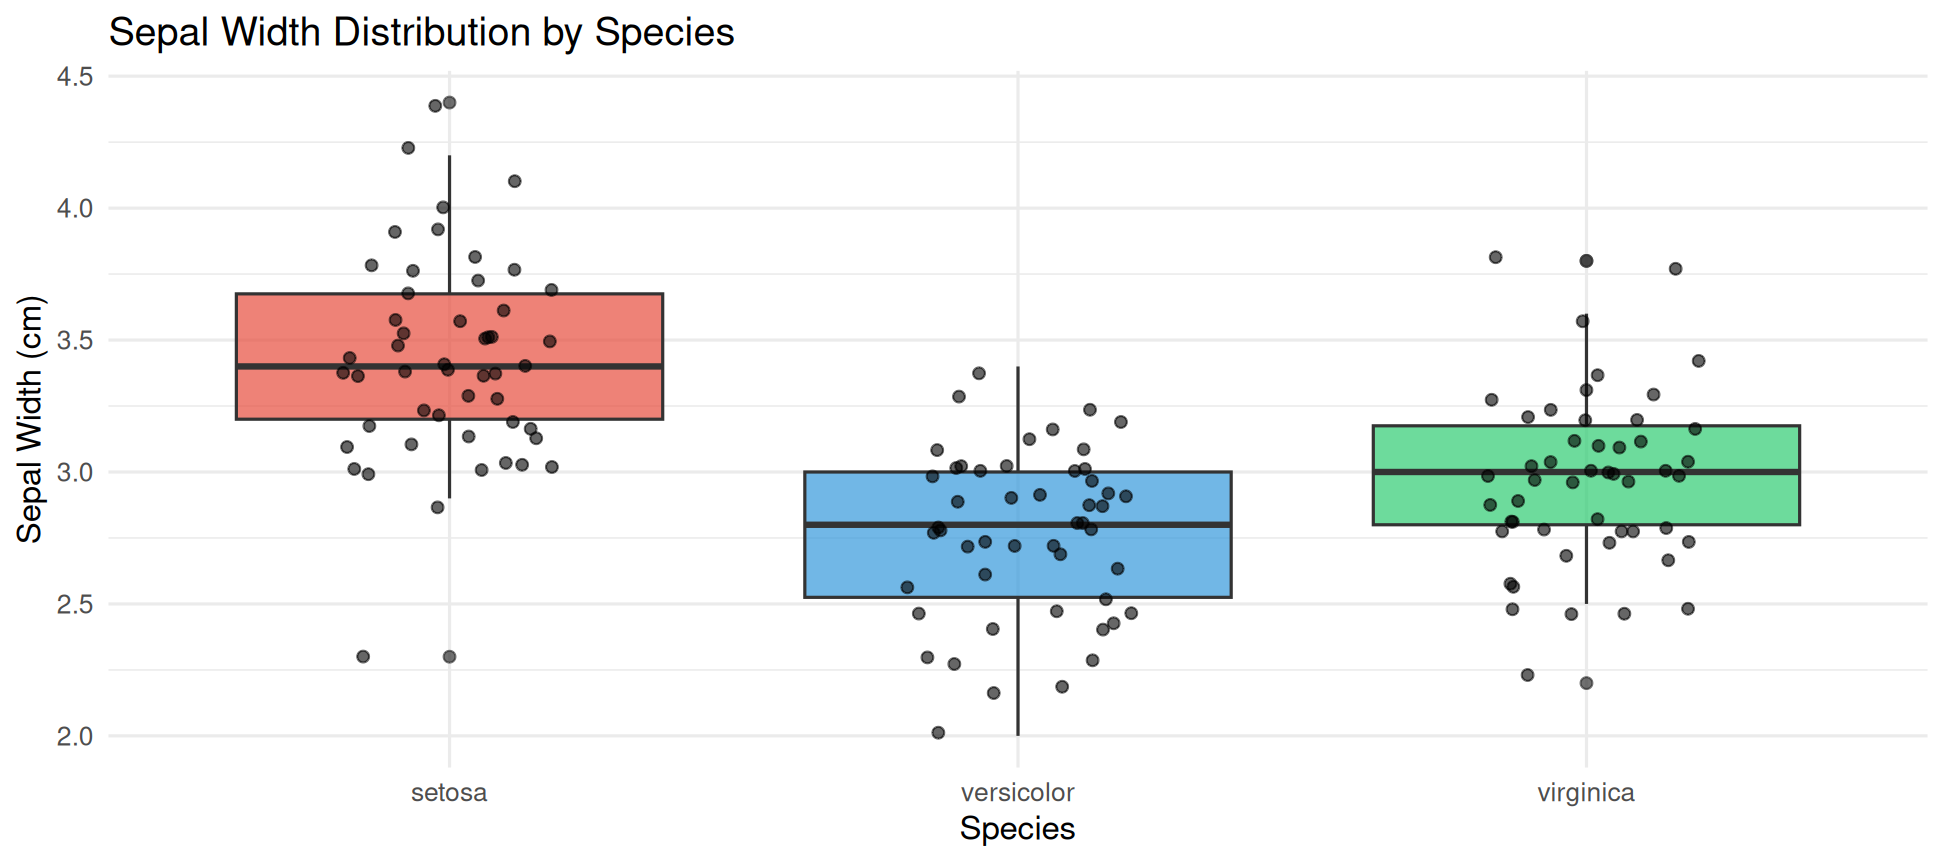 Sepal Width Distribution by Species
4.5
4.0
3.5
3.0
2.5
2.0
Sepal Width (cm)
setosa versicolor virginica
Species